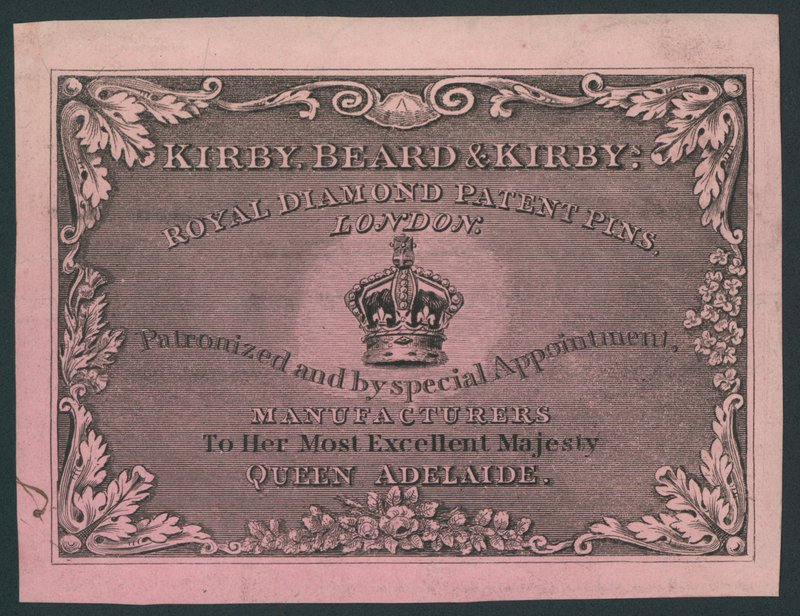 KIRBY, BEARD & KIRBY'S
ROYAL DIAMOND PATENT PINS,
LONDON:
Patronized and by special Appointment,
MANUFACTURERS
To Her Most Excellent Majesty
QUEEN ADELAIDE.